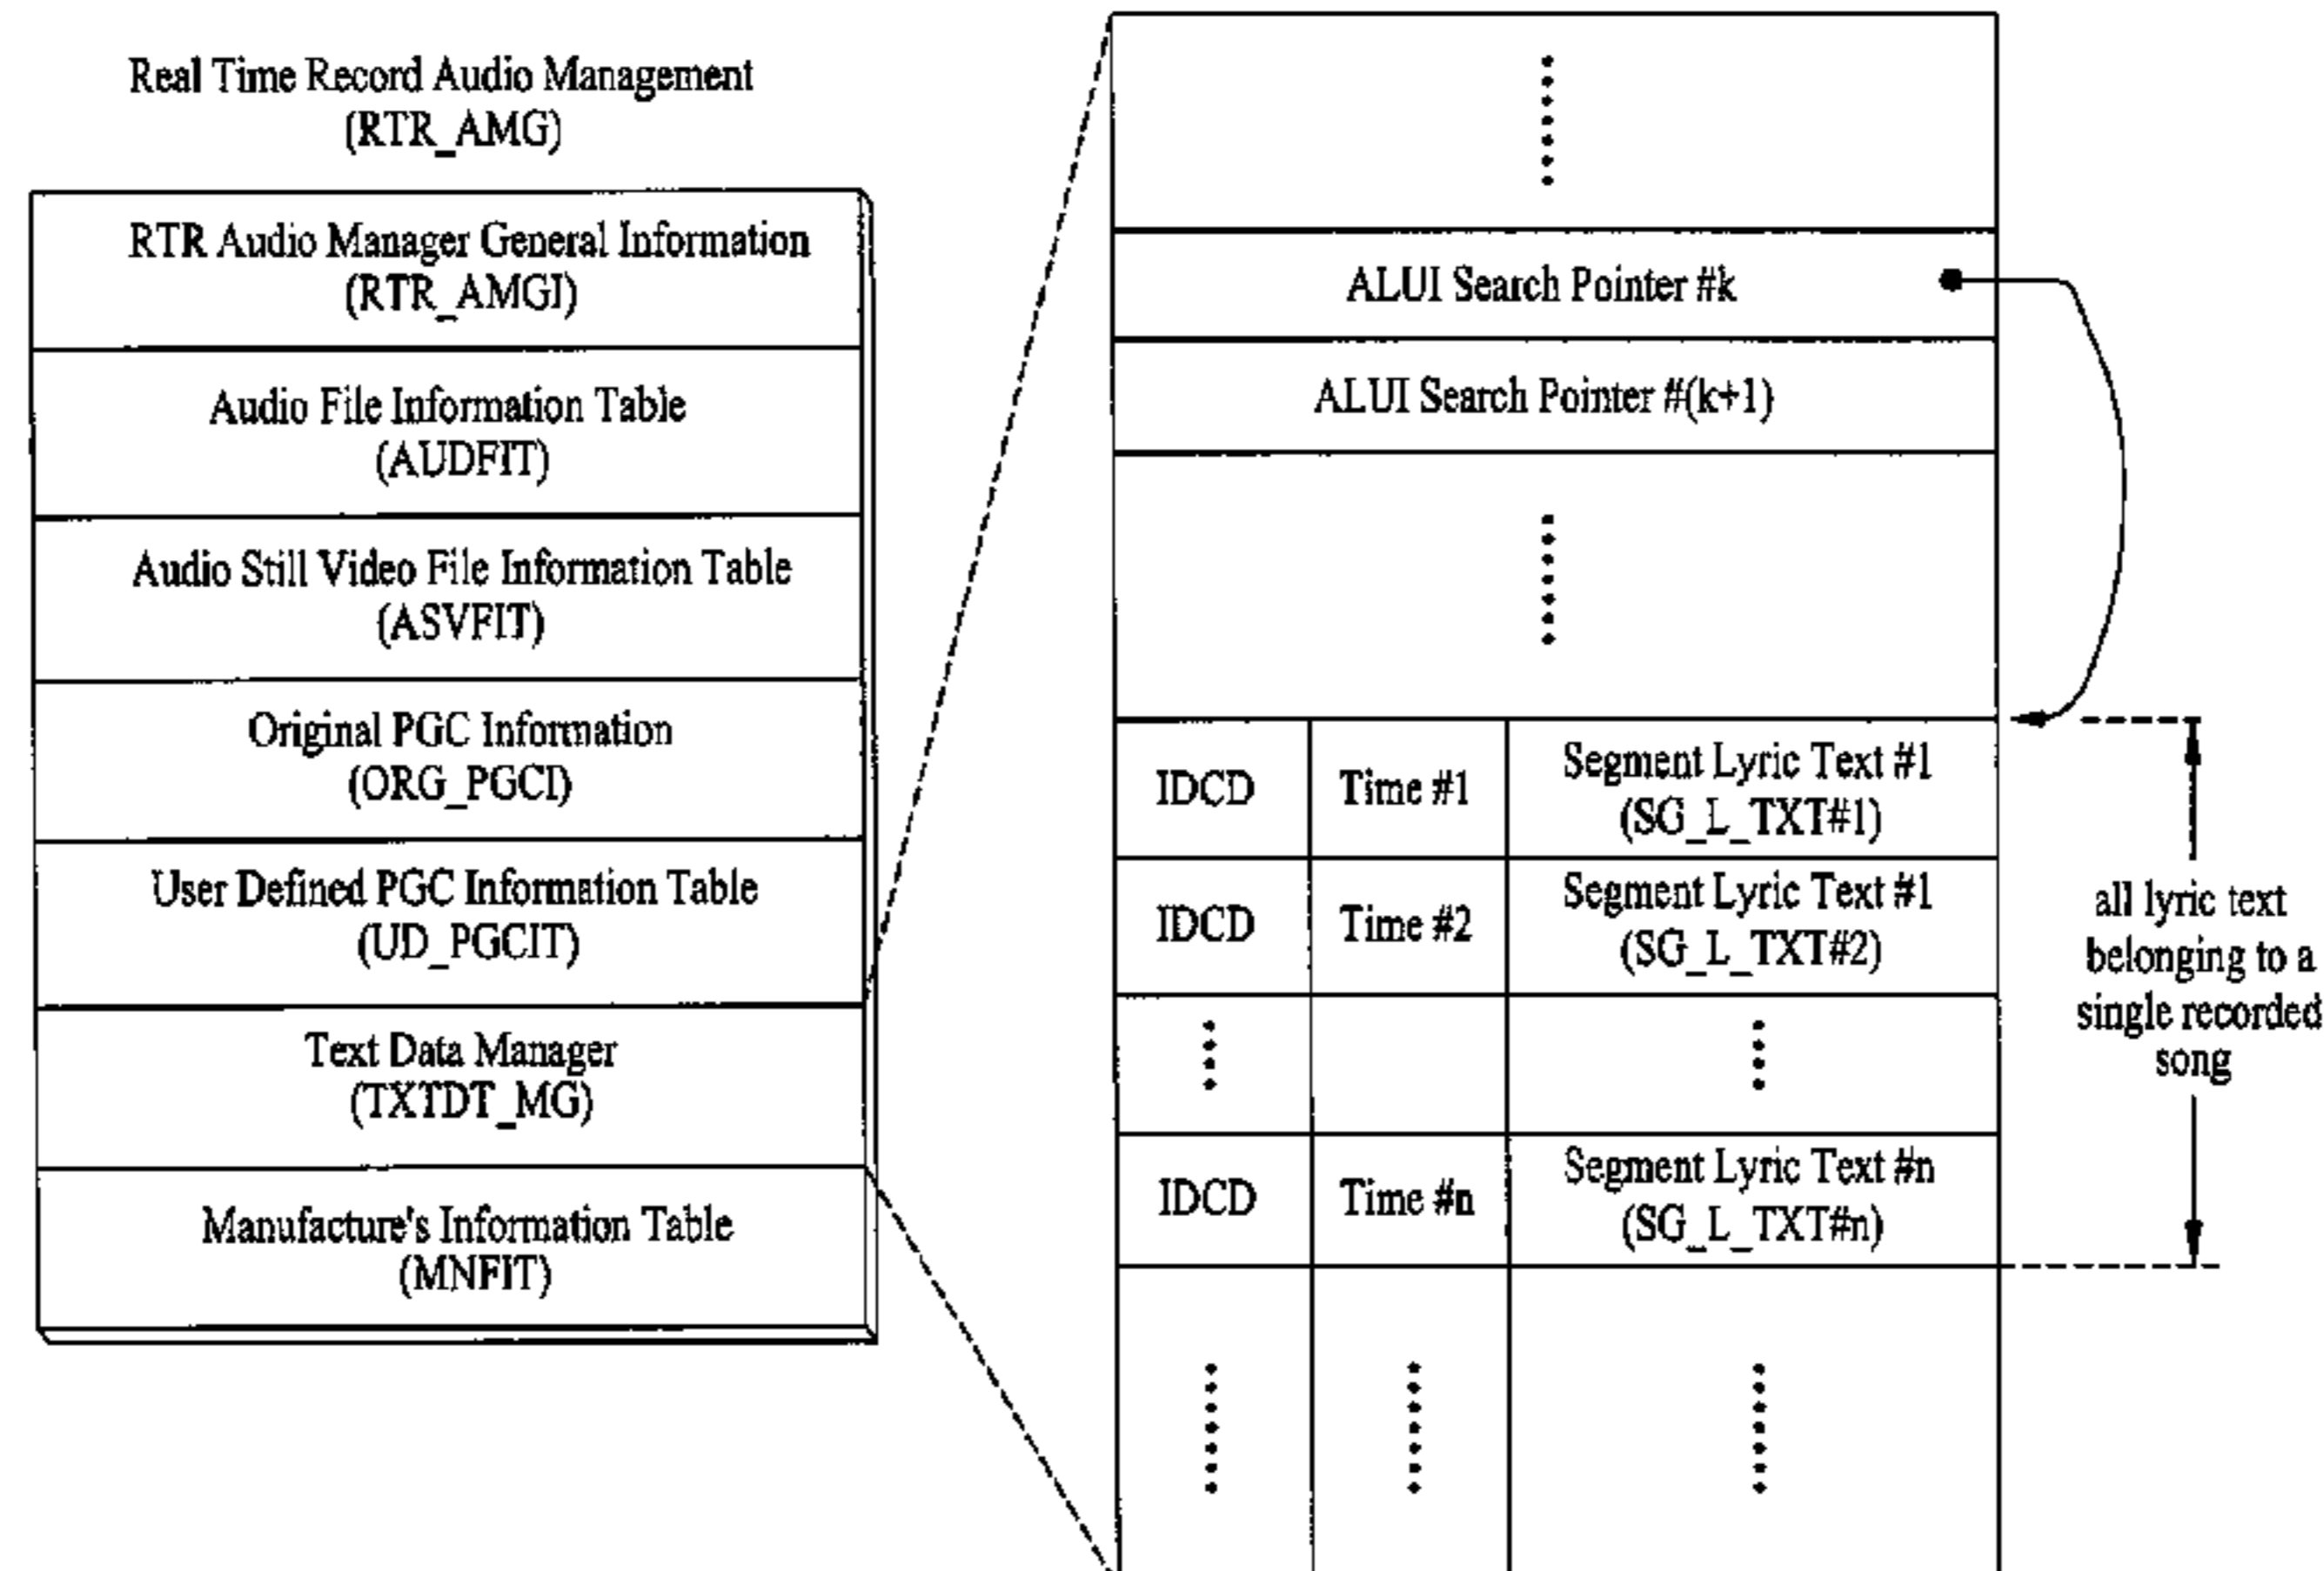 Real Time Record Audio Management
(RTR_AMG)
RTR Audio Manager General Information
(RTR_AMGI)
Audio File Information Table
(AUDFIT)
Audio Still Video File Information Table
(ASVFIT)
Original PGC Information
(ORG_PGCI)
User Defined PGC Information Table
(UD_PGCIT)
Text Data Manager
(TXTDT_MG)
Manufacture's Information Table
(MNFIT)
ALUI Search Pointer #k
ALUI Search Pointer #(k+1)
IDCD
Time #1
Segment Lyric Text #1
(SG_L_TXT#1)
IDCD
Time #2
Segment Lyric Text #1
(SG_L_TXT#2)
IDCD
Time #n
Segment Lyric Text #n
(SG_L_TXT#n)
all lyric text
belonging to a
single recorded
song